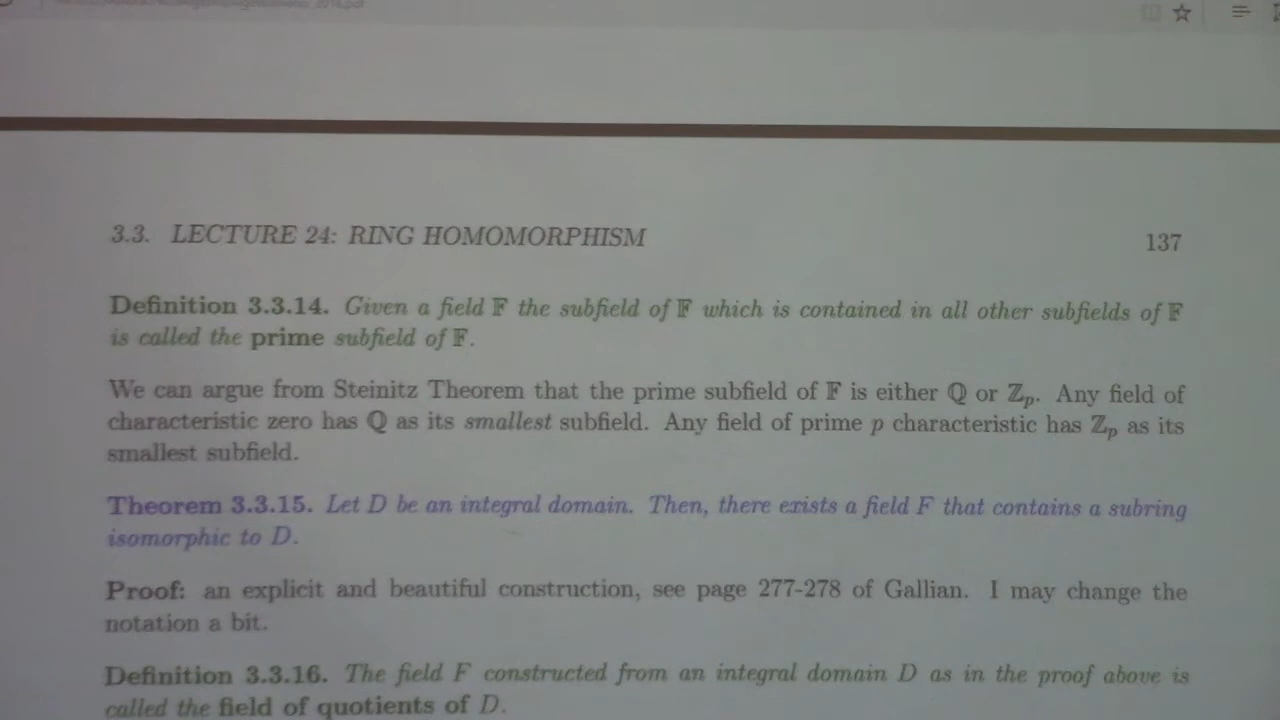 3.3. LECTURE 24: RING HOMOMORPHISM 137
Definition 3.3.14. Given a field 𝔽 the subfield of 𝔽 which is contained in all other subfields of 𝔽
is called the prime subfield of 𝔽.
We can argue from Steinitz Theorem that the prime subfield of 𝔽 is either ℚ or ℤₚ. Any field of
characteristic zero has ℚ as its smallest subfield. Any field of prime p characteristic has ℤₚ as its
smallest subfield.
Theorem 3.3.15. Let D be an integral domain. Then, there exists a field F that contains a subring
isomorphic to D.
Proof: an explicit and beautiful construction, see page 277-278 of Gallian. I may change the
notation a bit.
Definition 3.3.16. The field F constructed from an integral domain D as in the proof above is
called the field of quotients of D.